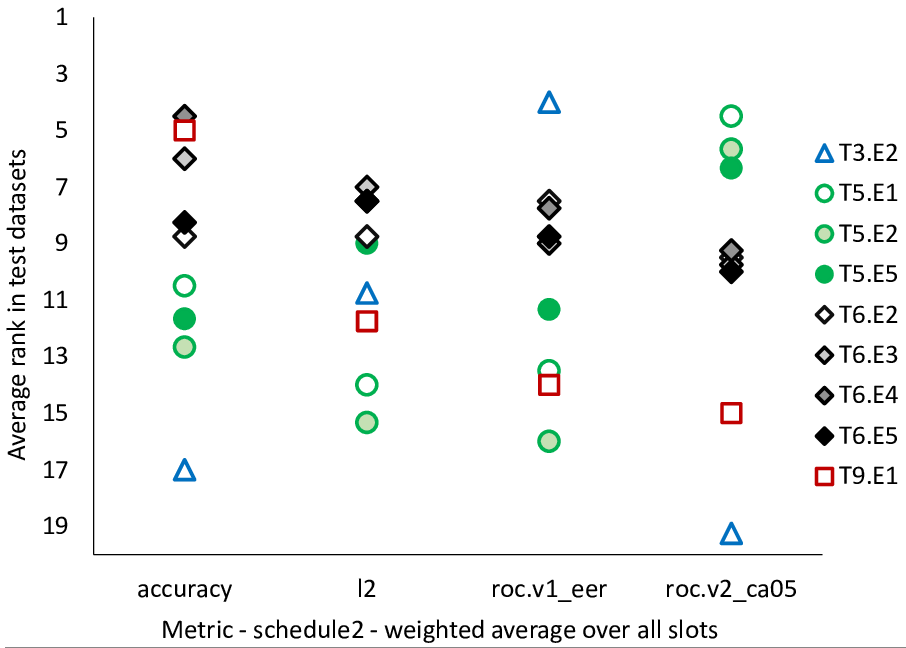 1
3
5
7
9
11
13
15
17
19
Average rank in test datasets
accuracy
l2
roc.v1_eer
roc.v2_ca05
Metric - schedule2 - weighted average over all slots
T3.E2
T5.E1
T5.E2
T5.E5
T6.E2
T6.E3
T6.E4
T6.E5
T9.E1